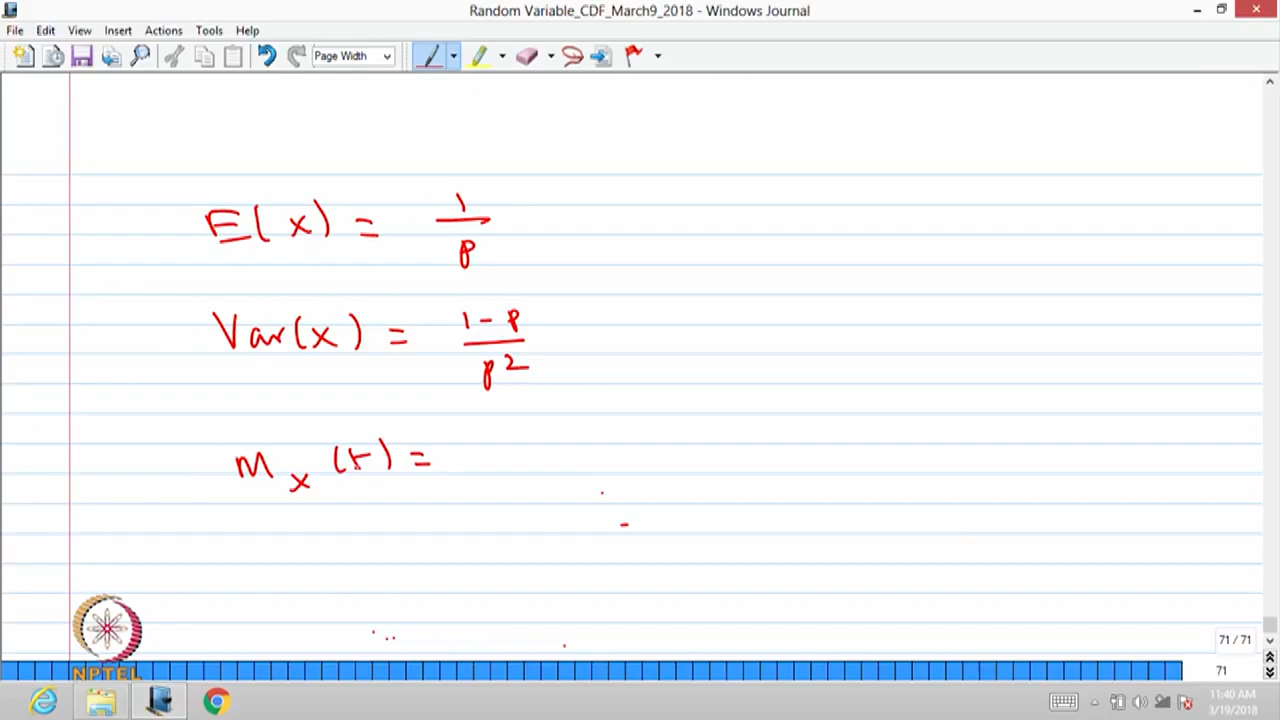 Random Variable_CDF_March9_2018 - Windows Journal
File Edit View Insert Actions Tools Help
Page Width
E(x) = 1/p
Var(x) = 1-p/p²
M_x(t) =
71 / 71
NPTEL
71
11:40 AM
3/19/2018